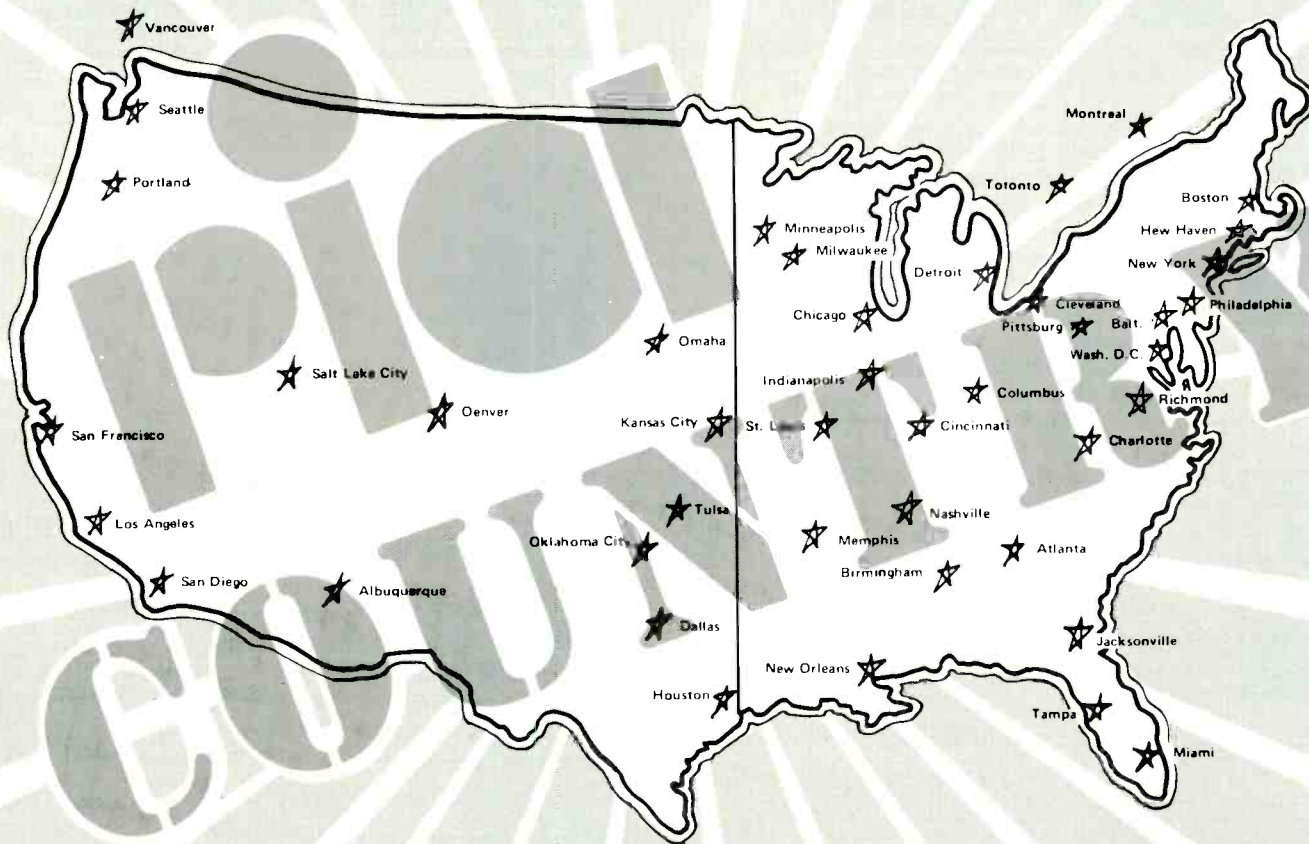 Vancouver
Seattle
Portland
Montreal
Totonto
Boston
Hew Haven
New York
Minneapolis
Milwaukee
Detroit
Chicago
Cleveland
Pittsburg
Balt.
Philadelphia
Wash, D.C.
Omaha
Salt Lake City
Oenver
Indianapolis
Columbus
Richmond
San Francisco
Kansas City
St. Louis
Cincinnati
Charlotte
Los Angeles
Tulsa
Nashville
Oklahoma City
Memphis
Atlanta
San Diego
Albuquerque
Birmingham
Dallas
Jacksonville
New Orleans
Houston
Tampa
Miami
pid
COUNTRY